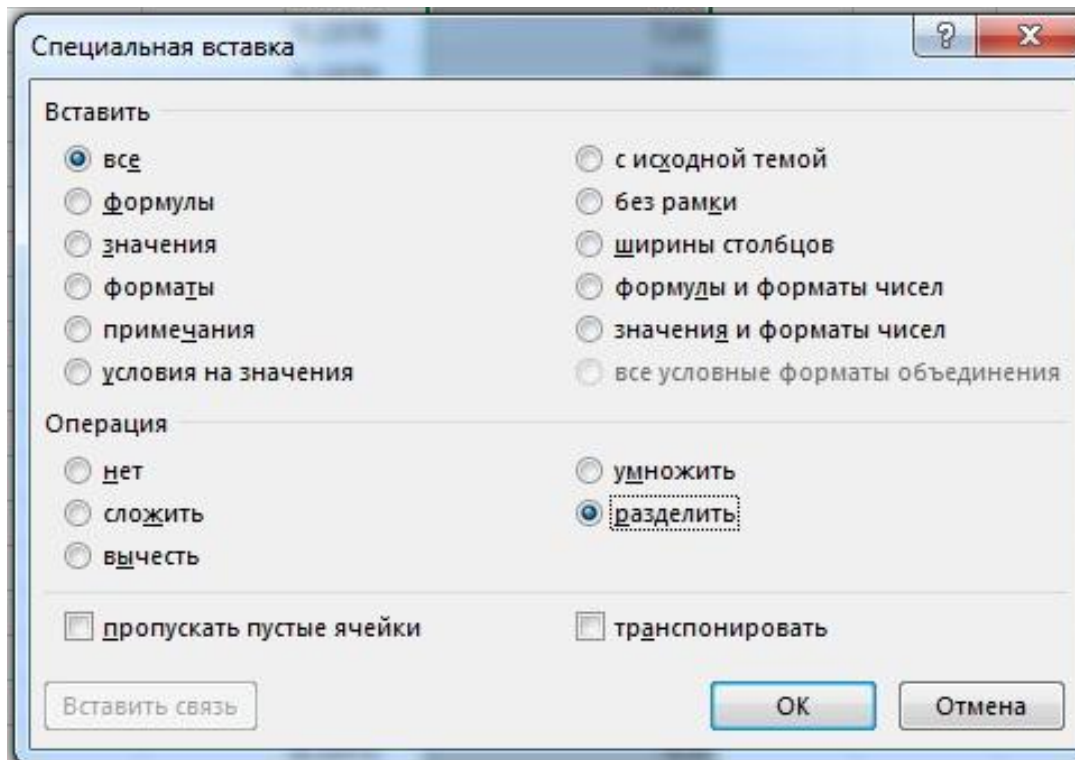 Специальная вставка
?
Вставить
все
с исходной темой
формулы
без рамки
значения
ширины столбцов
форматы
формулы и форматы чисел
примечания
значения и форматы чисел
условия на значения
все условные форматы объединения
Операция
нет
умножить
сложить
разделить
вычесть
пропускать пустые ячейки
транспонировать
Вставить связь
ОК
Отмена